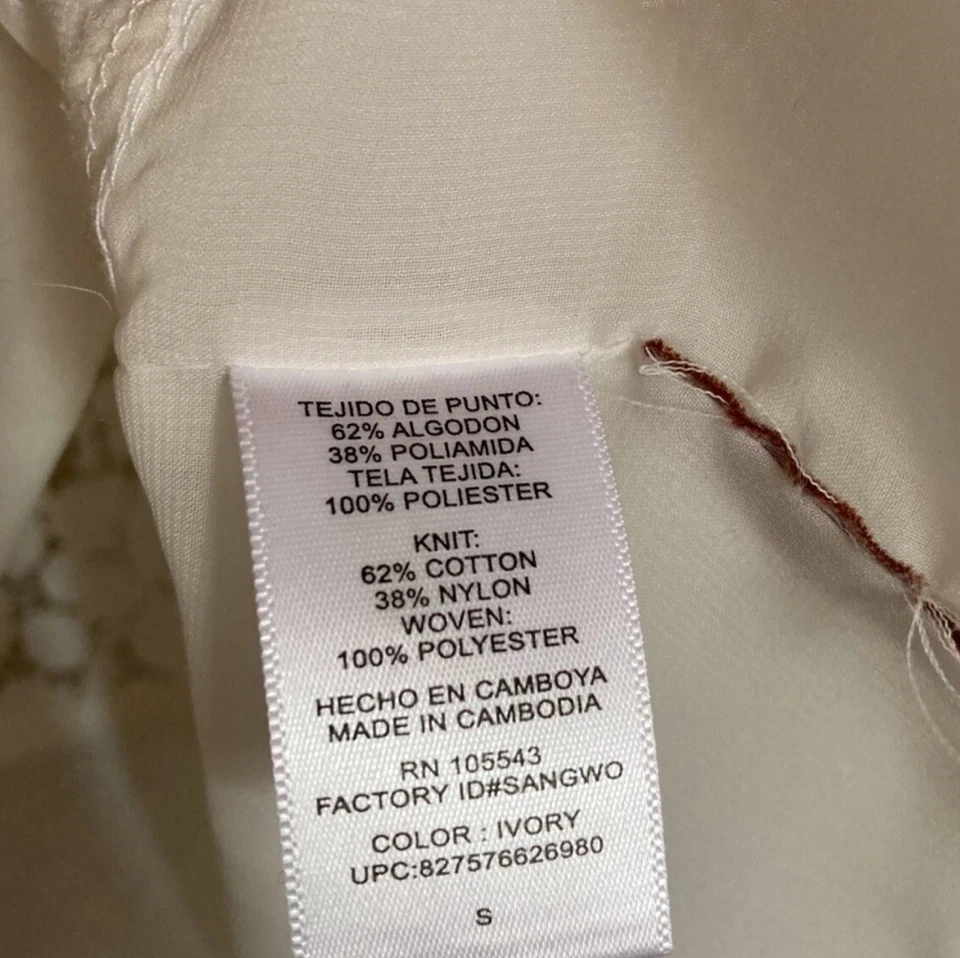 TEJIDO DE PUNTO:
62% ALGODON
38% POLIAMIDA
TELA TEJIDA:
100% POLIESTER
KNIT:
62% COTTON
38% NYLON
WOVEN:
100% POLYESTER
HECHO EN CAMBOYA
MADE IN CAMBODIA
RN 105543
FACTORY ID#SANGWO
COLOR : IVORY
UPC:827576626980
S